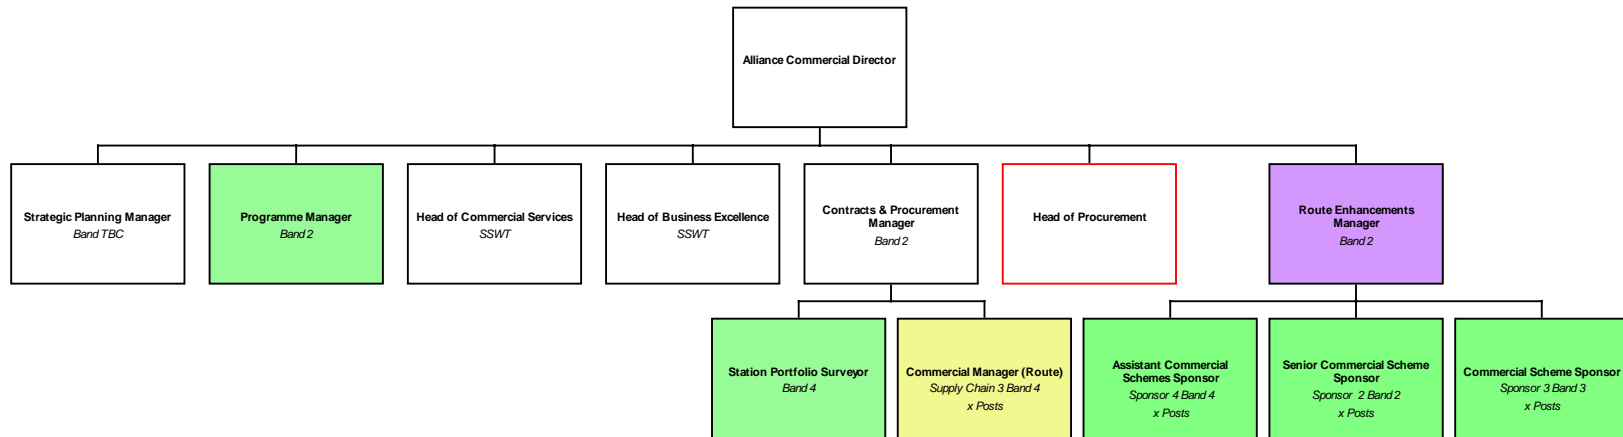 Alliance Commercial Director
Strategic Planning Manager
Band TBC
Programme Manager
Band 2
Head of Commercial Services
SSWT
Head of Business Excellence
SSWT
Contracts & Procurement
Manager
Band 2
Head of Procurement
Route Enhancements
Manager
Band 2
Station Portfolio Surveyor
Band 4
Commercial Manager (Route)
Supply Chain 3 Band 4
x Posts
Assistant Commercial
Schemes Sponsor
Sponsor 4 Band 4
x Posts
Senior Commercial Scheme
Sponsor
Sponsor 2 Band 2
x Posts
Commercial Scheme Sponsor
Sponsor 3 Band 3
x Posts